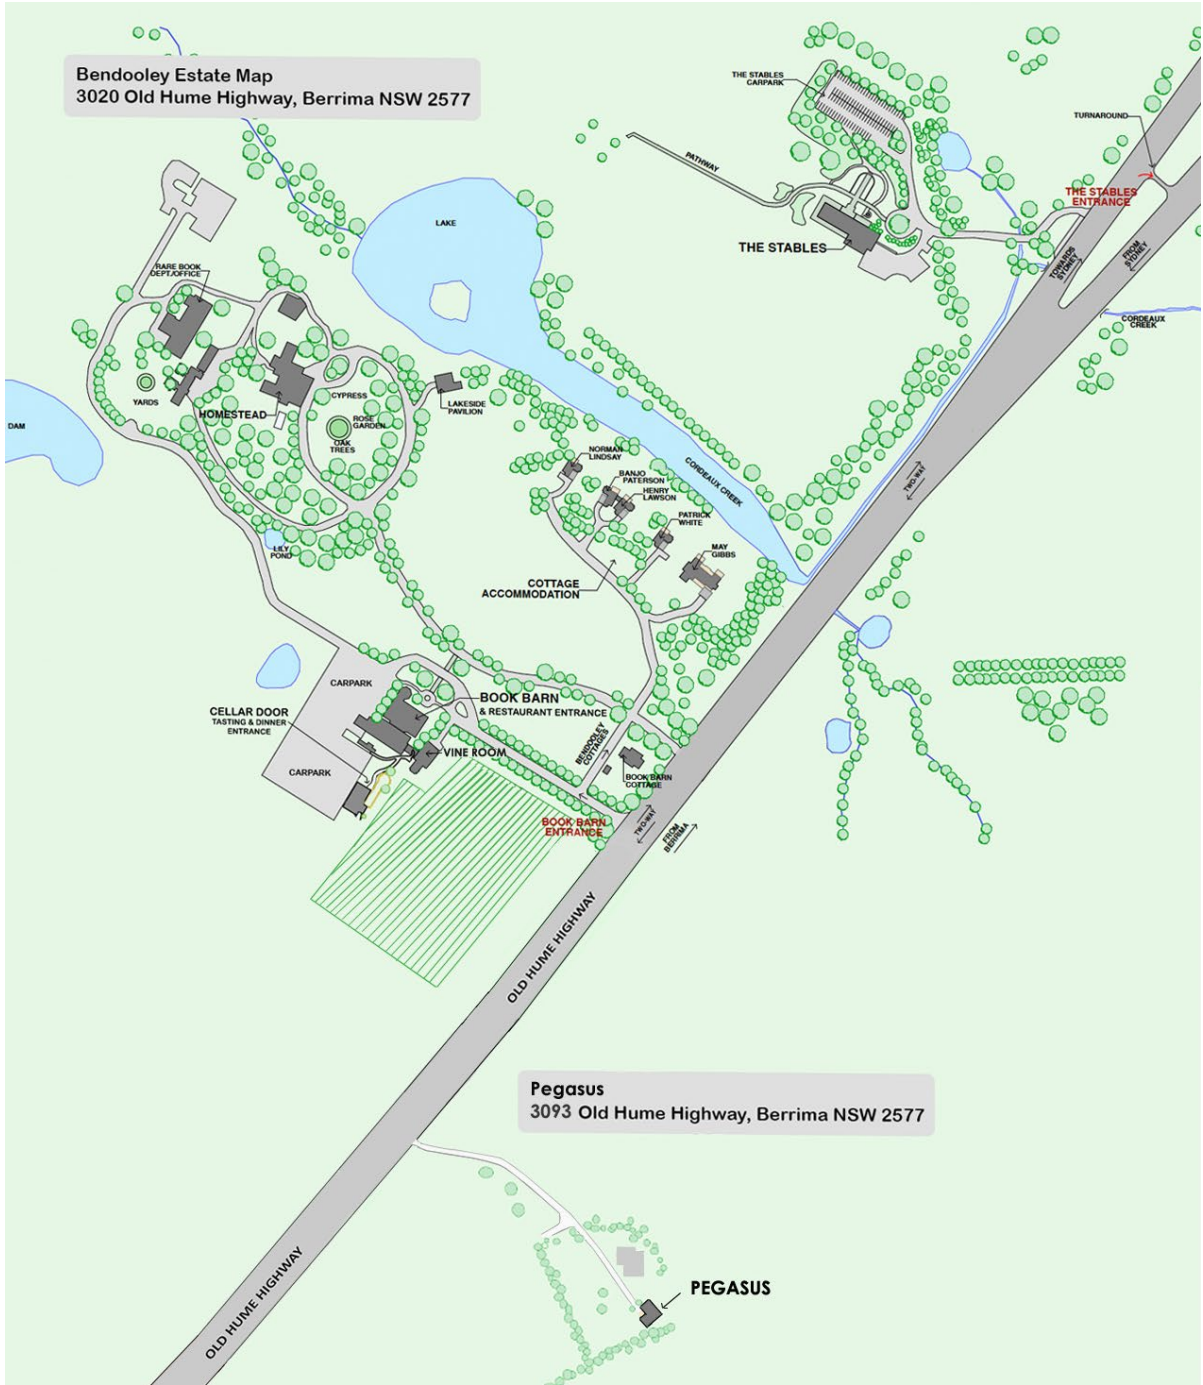 Bendooley Estate Map
3020 Old Hume Highway, Berrima NSW 2577
THE STABLES
CARPARK
TURNAROUND
PATHWAY
THE STABLES
ENTRANCE
LAKE
THE STABLES
TOWARDS
SYDNEY
FROM
SYDNEY
RARE BOOK
DEPT/OFFICE
CORDEAUX
CREEK
YARDS
HOMESTEAD
CYPRESS
ROSE
GARDEN
OAK
TREES
LAKESIDE
PAVILION
DAM
NORMAN
LINDSAY
BANJO
PATERSON
HENRY
LAWSON
CORDEAUX CREEK
TWO-WAY
PATRICK
WHITE
MAY
GIBBS
LILY
POND
COTTAGE
ACCOMMODATION
CARPARK
BOOK BARN
& RESTAURANT ENTRANCE
CELLAR DOOR
TASTING & DINNER
ENTRANCE
VINE ROOM
BENDOOLEY
COTTAGES
CARPARK
BOOK BARN
COTTAGE
BOOK BARN
ENTRANCE
TWO-WAY
FROM
BERRIMA
OLD HUME HIGHWAY
Pegasus
3093 Old Hume Highway, Berrima NSW 2577
PEGASUS
OLD HUME HIGHWAY